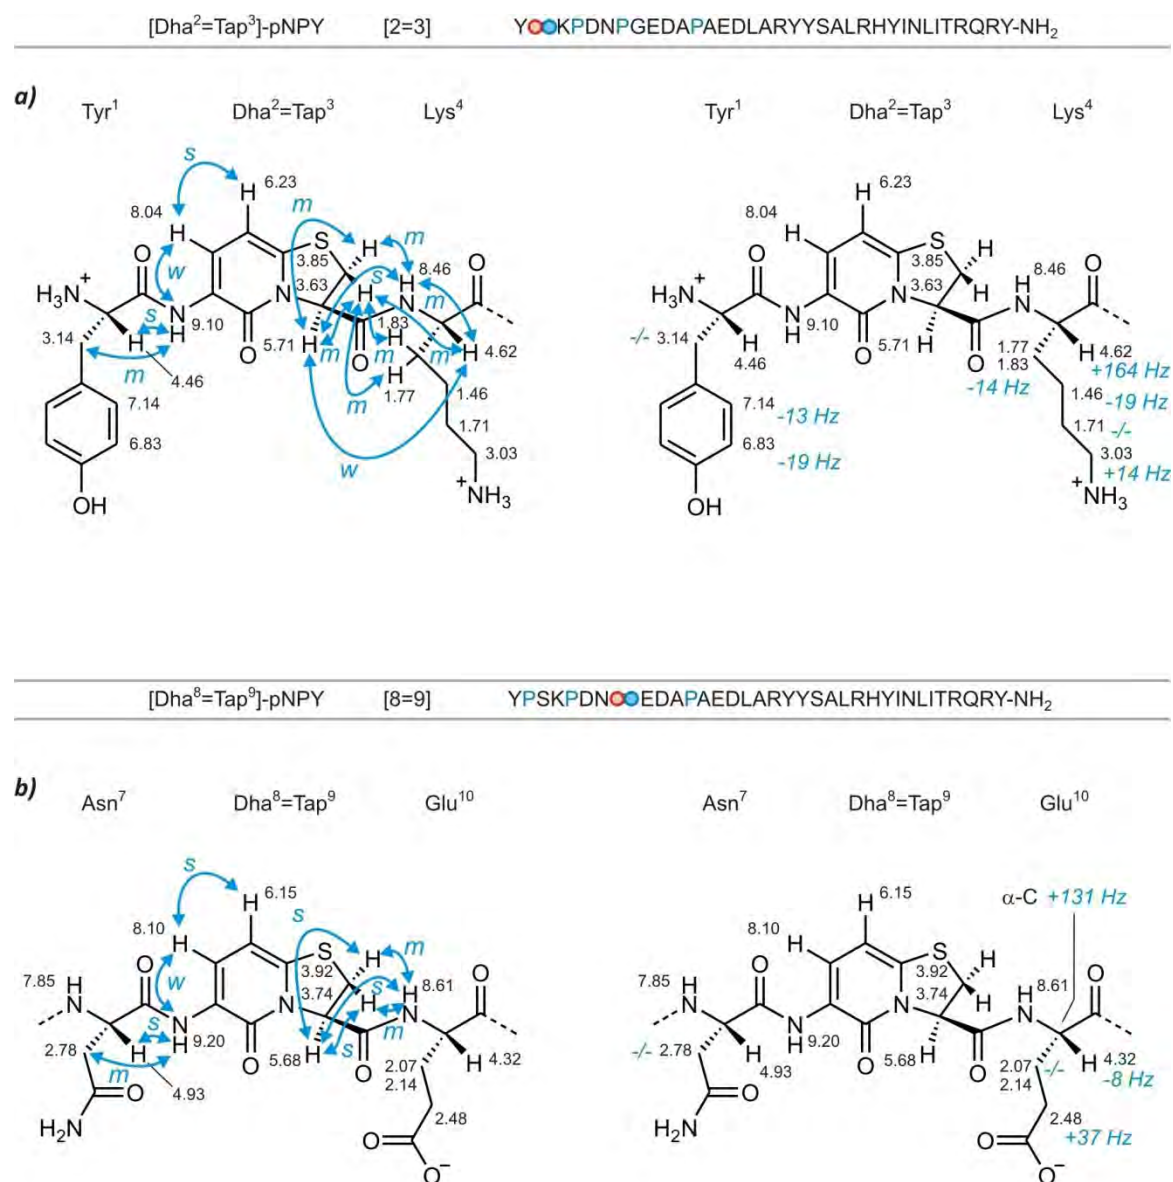 [Dha²=Tap³]-pNPY [2=3] Y KPDNPGEDAPAEDLARYYSALRHYINLITRQRY-NH₂
a)
Tyr¹ Dha²=Tap³ Lys⁴ Tyr¹ Dha²=Tap³ Lys⁴
s 6.23 6.23
8.04 H H m 8.04 H H
O S H m O S H
w 3.85 s 8.46 O 3.85 8.46 O
+ 3.63 H H + 3.63 H H
H₃N N H N m H₃N N N
s N 9.10 O 1.83 N 9.10 O
3.14 H H 5.71 H m H m m H 4.62 -/- 3.14 H H 5.71 H O 1.77 H 4.62
m 4.46 O H 4.46 1.83 +164 Hz
-14 Hz
7.14 m 1.77 1.46 7.14 -13 Hz 1.46 -19 Hz
6.83 1.71 6.83 1.71 -/-
w 3.03 -19 Hz 3.03
+ + +14 Hz
OH NH₃ OH NH₃
[Dha⁸=Tap⁹]-pNPY [8=9] YPSKPDN EDAPAEDLARYYSALRHYINLITRQRY-NH₂
b)
Asn⁷ Dha⁸=Tap⁹ Glu¹⁰ Asn⁷ Dha⁸=Tap⁹ Glu¹⁰
s 6.15 6.15 α-C +131 Hz
8.10 H H s 8.10 H H
7.85 O S H m 7.85 O S H
H w 3.92 s 8.61 O H 3.92 8.61 O
N 3.74 H H N 3.74 H H
s N N N m N N N
2.78 H H 9.20 O 5.68 H s O H 4.32 -/- 2.78 H H 9.20 O 5.68 H O 2.07 -/- H 4.32
m 4.93 2.07 4.93 2.14 -8 Hz
O 2.14 O
H₂N 2.48 H₂N 2.48 +37 Hz
O O
O⁻ O⁻